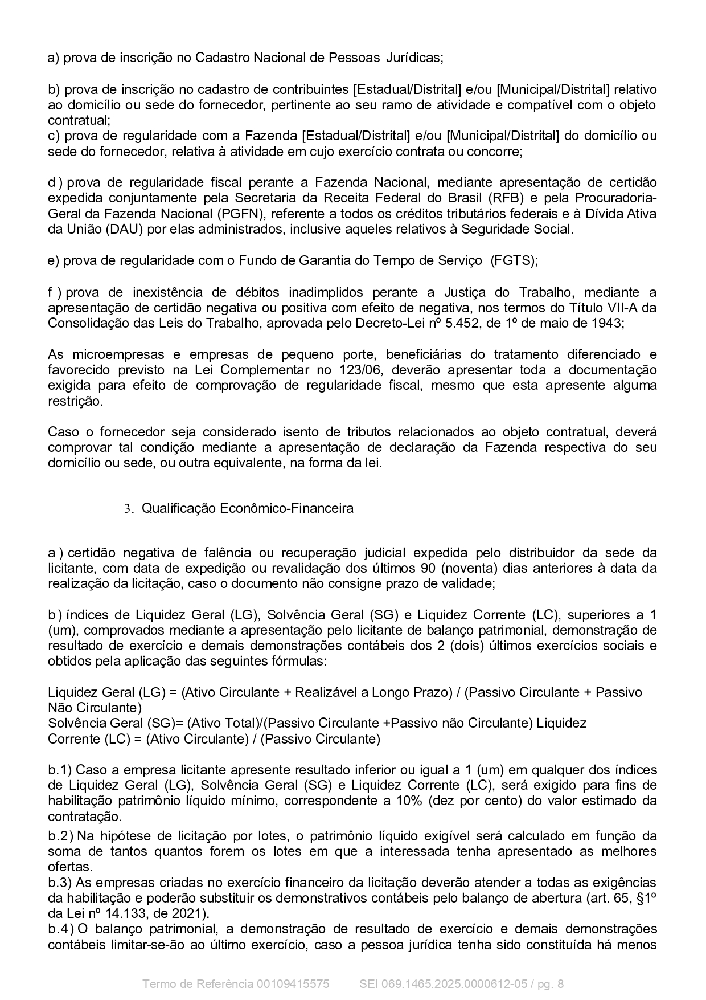 a) prova de inscrição no Cadastro Nacional de Pessoas Jurídicas;
b) prova de inscrição no cadastro de contribuintes [Estadual/Distrital] e/ou [Municipal/Distrital] relativo
ao domicílio ou sede do fornecedor, pertinente ao seu ramo de atividade e compatível com o objeto
contratual;
c) prova de regularidade com a Fazenda [Estadual/Distrital] e/ou [Municipal/Distrital] do domicílio ou
sede do fornecedor, relativa à atividade em cujo exercício contrata ou concorre;
d ) prova de regularidade fiscal perante a Fazenda Nacional, mediante apresentação de certidão
expedida conjuntamente pela Secretaria da Receita Federal do Brasil (RFB) e pela Procuradoria-
Geral da Fazenda Nacional (PGFN), referente a todos os créditos tributários federais e à Dívida Ativa
da União (DAU) por elas administrados, inclusive aqueles relativos à Seguridade Social.
e) prova de regularidade com o Fundo de Garantia do Tempo de Serviço (FGTS);
f ) prova de inexistência de débitos inadimplidos perante a Justiça do Trabalho, mediante a
apresentação de certidão negativa ou positiva com efeito de negativa, nos termos do Título VII-A da
Consolidação das Leis do Trabalho, aprovada pelo Decreto-Lei nº 5.452, de 1º de maio de 1943;
As microempresas e empresas de pequeno porte, beneficiárias do tratamento diferenciado e
favorecido previsto na Lei Complementar no 123/06, deverão apresentar toda a documentação
exigida para efeito de comprovação de regularidade fiscal, mesmo que esta apresente alguma
restrição.
Caso o fornecedor seja considerado isento de tributos relacionados ao objeto contratual, deverá
comprovar tal condição mediante a apresentação de declaração da Fazenda respectiva do seu
domicílio ou sede, ou outra equivalente, na forma da lei.
3. Qualificação Econômico-Financeira
a ) certidão negativa de falência ou recuperação judicial expedida pelo distribuidor da sede da
licitante, com data de expedição ou revalidação dos últimos 90 (noventa) dias anteriores à data da
realização da licitação, caso o documento não consigne prazo de validade;
b ) índices de Liquidez Geral (LG), Solvência Geral (SG) e Liquidez Corrente (LC), superiores a 1
(um), comprovados mediante a apresentação pelo licitante de balanço patrimonial, demonstração de
resultado de exercício e demais demonstrações contábeis dos 2 (dois) últimos exercícios sociais e
obtidos pela aplicação das seguintes fórmulas:
Liquidez Geral (LG) = (Ativo Circulante + Realizável a Longo Prazo) / (Passivo Circulante + Passivo
Não Circulante)
Solvência Geral (SG)= (Ativo Total)/(Passivo Circulante +Passivo não Circulante) Liquidez
Corrente (LC) = (Ativo Circulante) / (Passivo Circulante)
b.1) Caso a empresa licitante apresente resultado inferior ou igual a 1 (um) em qualquer dos índices
de Liquidez Geral (LG), Solvência Geral (SG) e Liquidez Corrente (LC), será exigido para fins de
habilitação patrimônio líquido mínimo, correspondente a 10% (dez por cento) do valor estimado da
contratação.
b.2) Na hipótese de licitação por lotes, o patrimônio líquido exigível será calculado em função da
soma de tantos quantos forem os lotes em que a interessada tenha apresentado as melhores
ofertas.
b.3) As empresas criadas no exercício financeiro da licitação deverão atender a todas as exigências
da habilitação e poderão substituir os demonstrativos contábeis pelo balanço de abertura (art. 65, §1º
da Lei nº 14.133, de 2021).
b.4) O balanço patrimonial, a demonstração de resultado de exercício e demais demonstrações
contábeis limitar-se-ão ao último exercício, caso a pessoa jurídica tenha sido constituída há menos
Termo de Referência 00109415575 SEI 069.1465.2025.0000612-05 / pg. 8